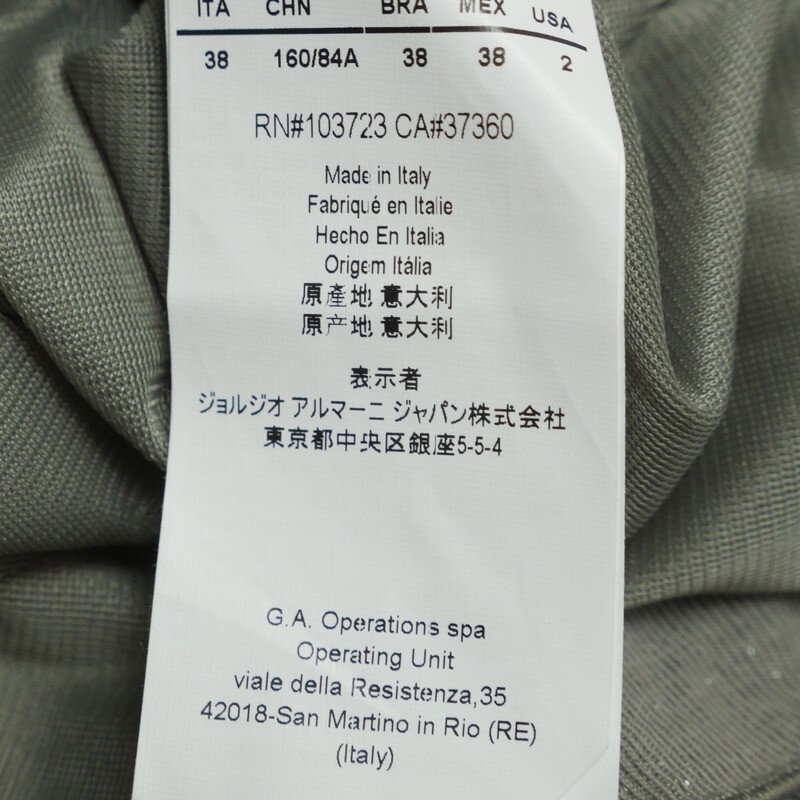 ITA CHN BRA MEX USA
38 160/84A 38 38 2
RN#103723 CA#37360
Made in Italy
Fabriqué en Italie
Hecho En Italia
Origem Itália
原產地 意大利
原产地 意大利
表示者
ジョルジオ アルマーニ ジャパン株式会社
東京都中央区銀座5-5-4
G.A. Operations spa
Operating Unit
viale della Resistenza,35
42018-San Martino in Rio (RE)
(Italy)